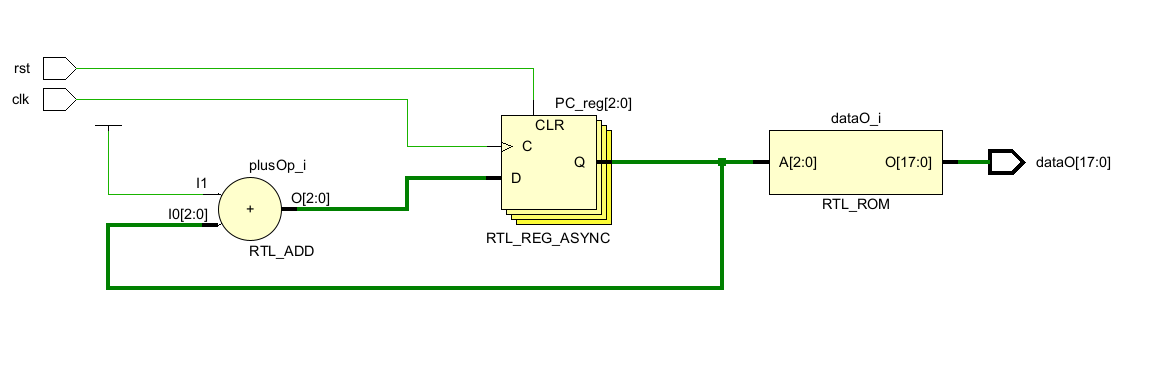 rst
PC_reg[2:0]
clk
CLR
dataO_i
C
plusOp_i
Q
A[2:0]
O[17:0]
dataO[17:0]
I1
D
O[2:0]
RTL_ROM
I0[2:0]
+
RTL_REG_ASYNC
RTL_ADD